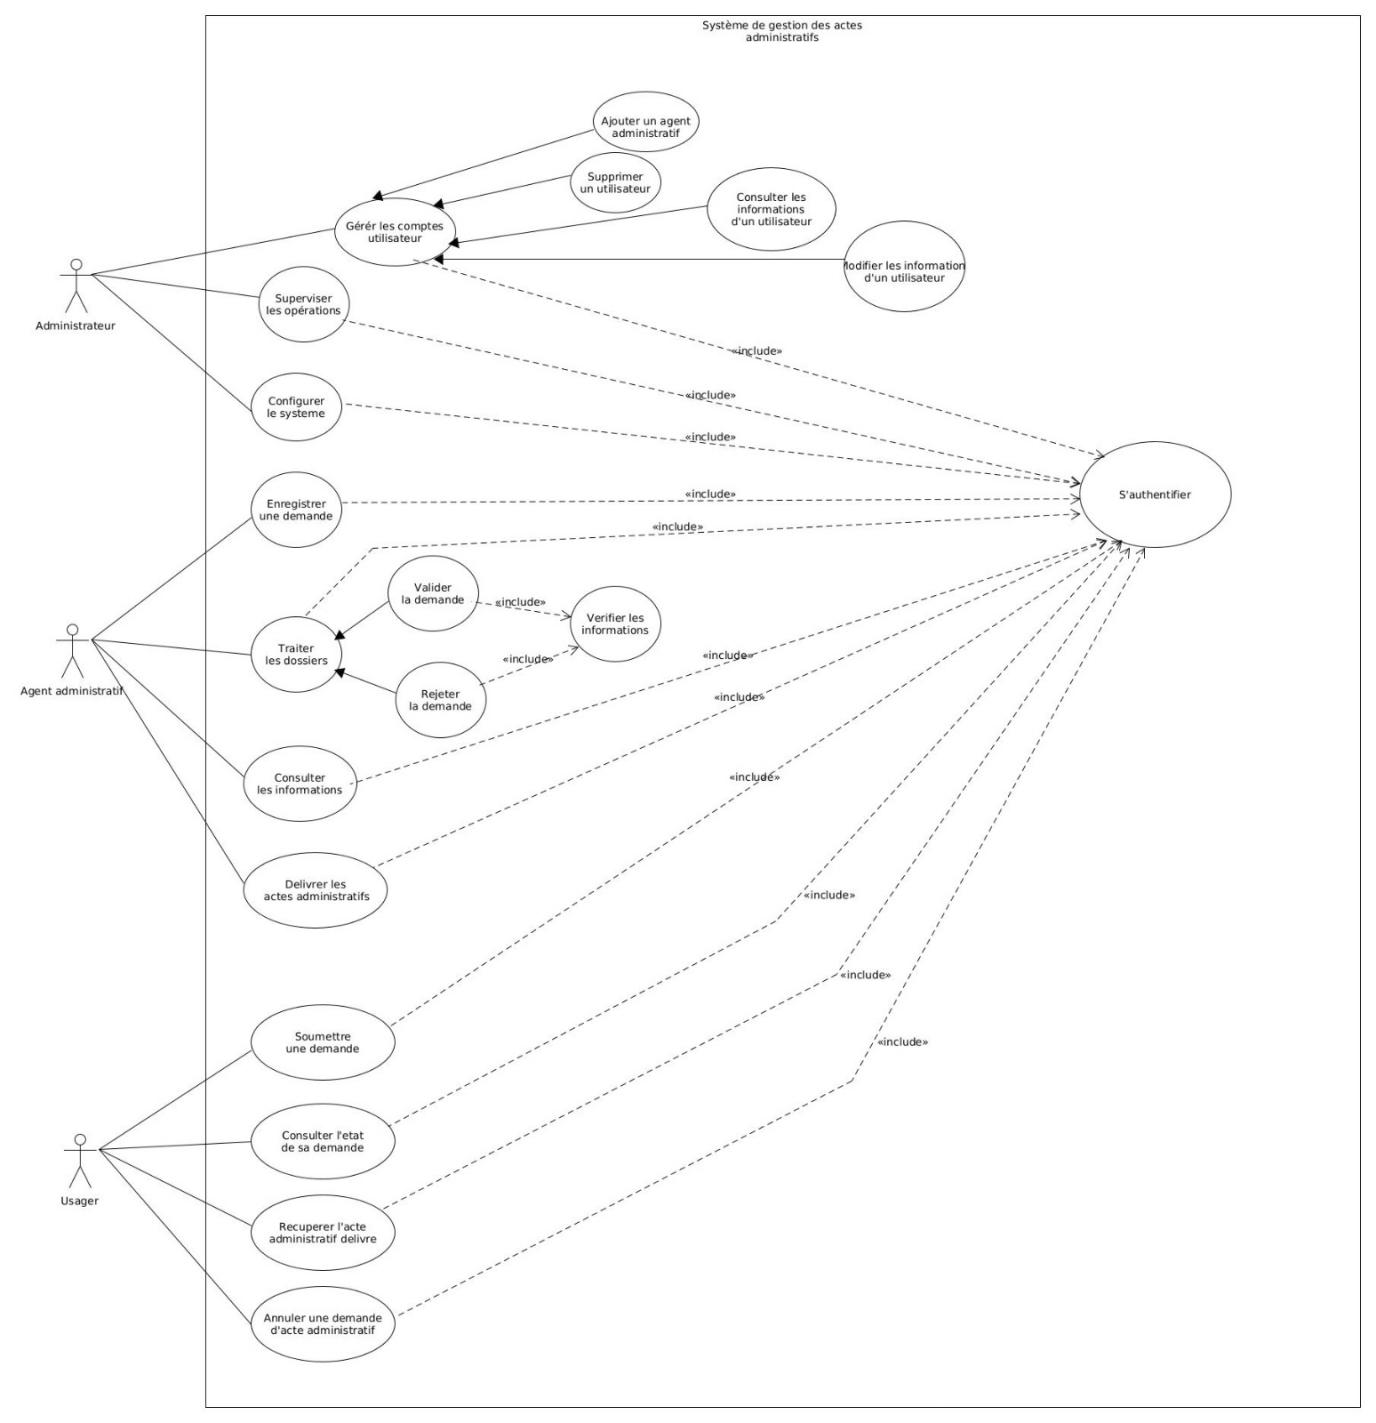 Système de gestion des actes
administratifs
Ajouter un agent
administratif
Supprimer
un utilisateur
Consulter les
informations
d'un utilisateur
Gérér les comptes
utilisateur
Modifier les information
d'un utilisateur
Administrateur
Superviser
les opérations
«include»
«include»
Configurer
le systeme
«include»
S'authentifier
Enregistrer
une demande
«include»
«include»
Valider
la demande
«include»
Verifier les
informations
Traiter
les dossiers
«include»
«include»
Agent administratif
Rejeter
la demande
«include»
Consulter
les informations
«include»
Delivrer les
actes administratifs
«include»
«include»
Soumettre
une demande
«include»
Consulter l'etat
de sa demande
Usager
Recuperer l'acte
administratif delivre
Annuler une demande
d'acte administratif